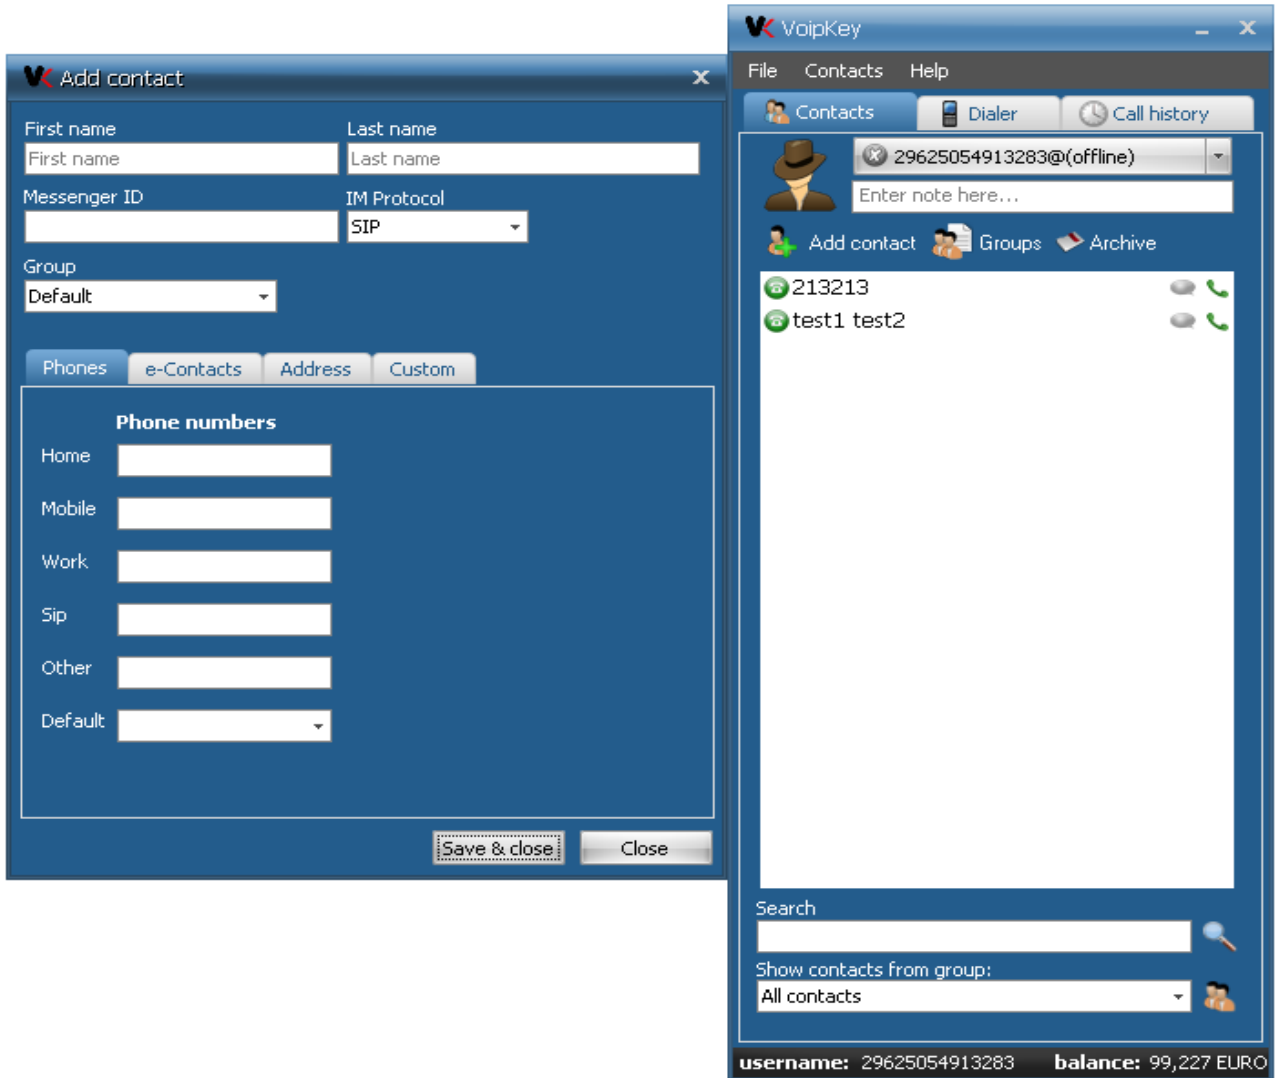 Add contact
First name
Last name
First name
Last name
Messenger ID
IM Protocol
SIP
Group
Default
Phones
e-Contacts
Address
Custom
Phone numbers
Home
Mobile
Work
Sip
Other
Default
Save & close
Close
VoipKey
File Contacts Help
Contacts
Dialer
Call history
29625054913283@(offline)
Enter note here...
Add contact
Groups
Archive
213213
test1 test2
Search
Show contacts from group:
All contacts
username: 29625054913283 balance: 99,227 EURO